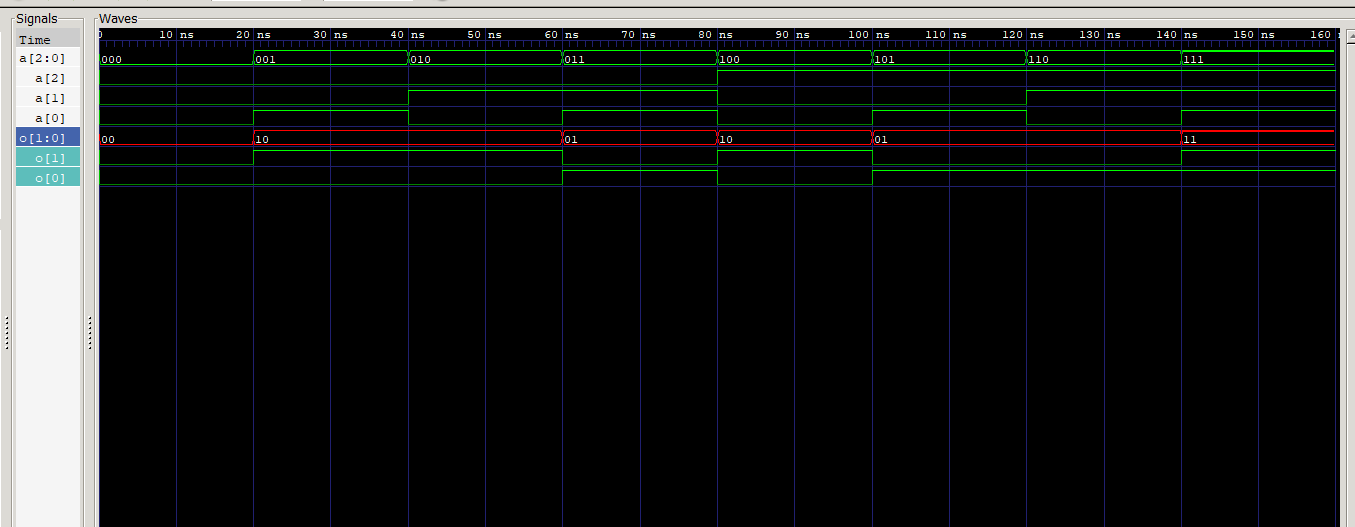 Signals Waves
Time 0 10 ns 20 ns 30 ns 40 ns 50 ns 60 ns 70 ns 80 ns 90 ns 100 ns 110 ns 120 ns 130 ns 140 ns 150 ns 160 n
a[2:0] 000 001 010 011 100 101 110 111
a[2]
a[1]
a[0]
o[1:0] 00 10 01 10 01 11
o[1]
o[0]